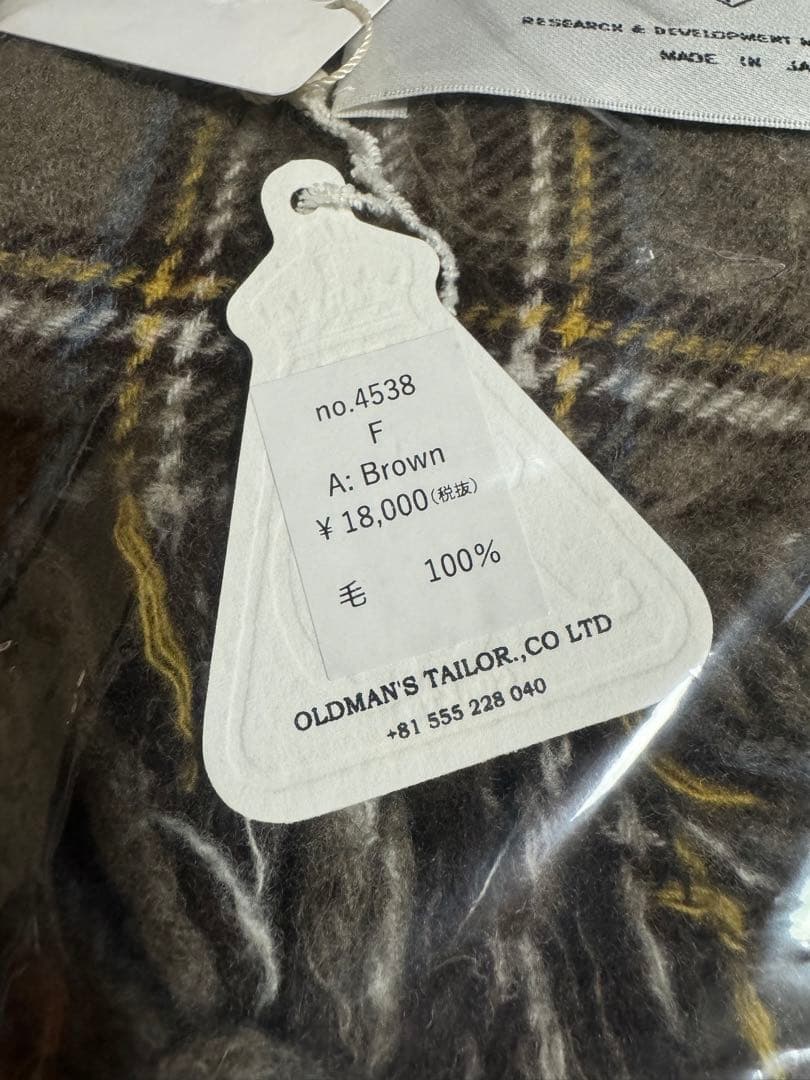 RESEARCH & DEVELOPMENT
MADE IN
no.4538
F
A: Brown
¥ 18,000(税抜)
毛 100%
OLDMAN'S TAILOR.,CO LTD
+81 555 228 040